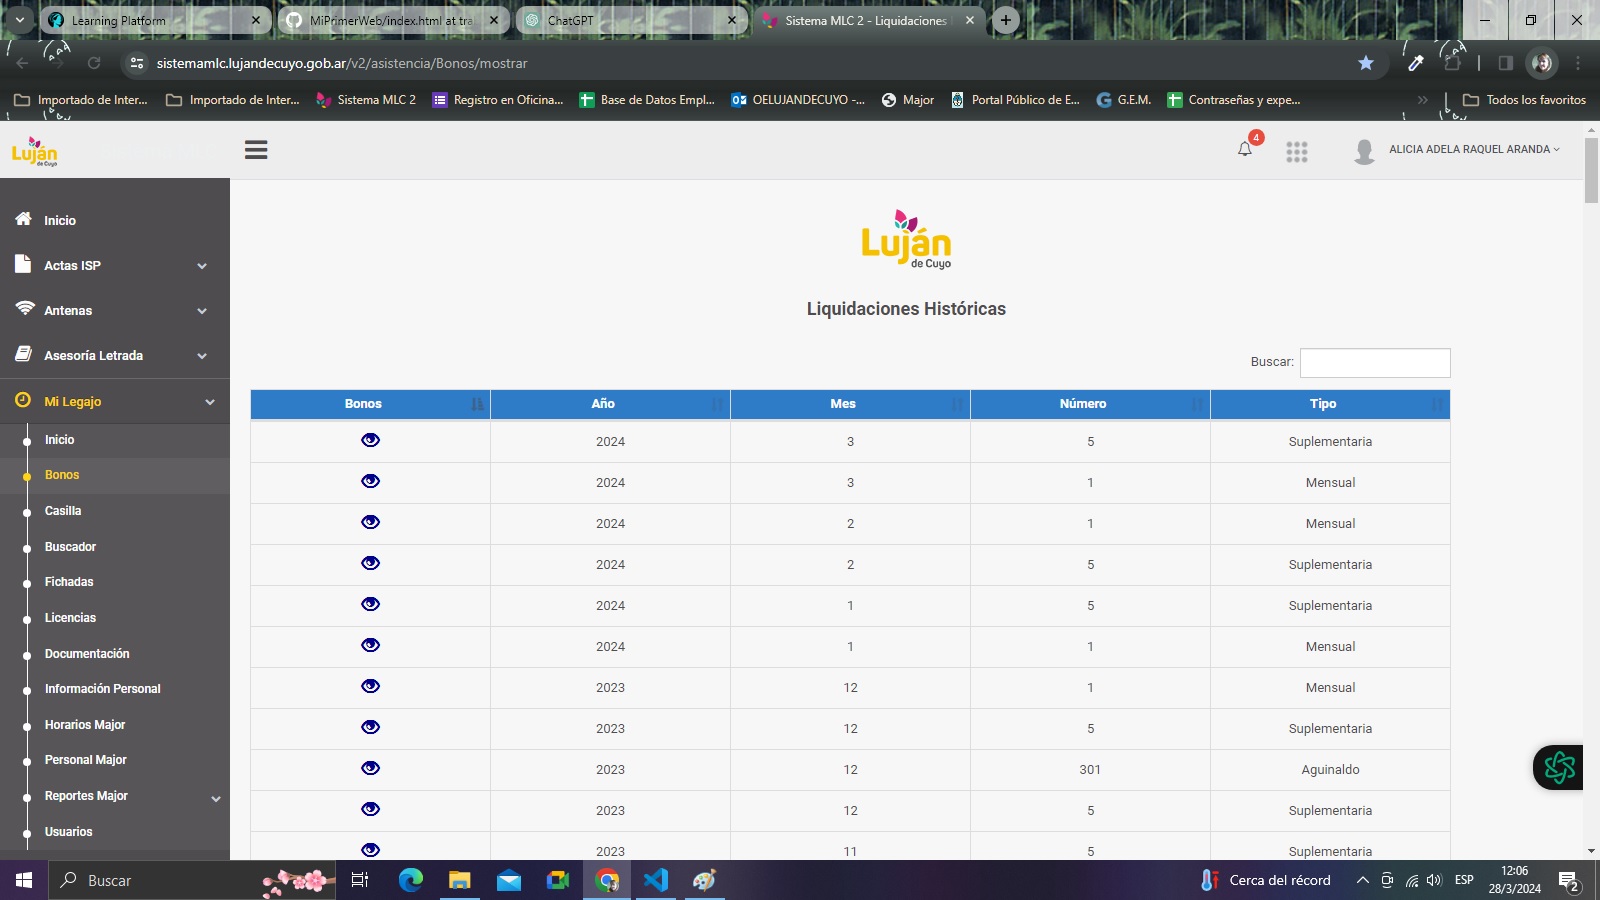 Learning Platform
MiPrimerWeb/index.html at tra
ChatGPT
Sistema MLC 2 - Liquidaciones
sistemamlc.lujandecuyo.gob.ar/v2/asistencia/Bonos/mostrar
Importado de Inter...
Importado de Inter...
Sistema MLC 2
Registro en Oficina...
Base de Datos Empl...
OELUJANDECUYO -...
Major
Portal Público de E...
G.E.M.
Contraseñas y expe...
Todos los favoritos
Luján
de Cuyo
4
ALICIA ADELA RAQUEL ARANDA
Inicio
Actas ISP
Antenas
Asesoría Letrada
Mi Legajo
Inicio
Bonos
Casilla
Buscador
Fichadas
Licencias
Documentación
Información Personal
Horarios Major
Personal Major
Reportes Major
Usuarios
Luján
de Cuyo
Liquidaciones Históricas
Buscar:
Bonos Año Mes Número Tipo
2024 3 5 Suplementaria
2024 3 1 Mensual
2024 2 1 Mensual
2024 2 5 Suplementaria
2024 1 5 Suplementaria
2024 1 1 Mensual
2023 12 1 Mensual
2023 12 5 Suplementaria
2023 12 301 Aguinaldo
2023 12 5 Suplementaria
2023 11 5 Suplementaria
Buscar
Cerca del récord
ESP
12:06
28/3/2024
2